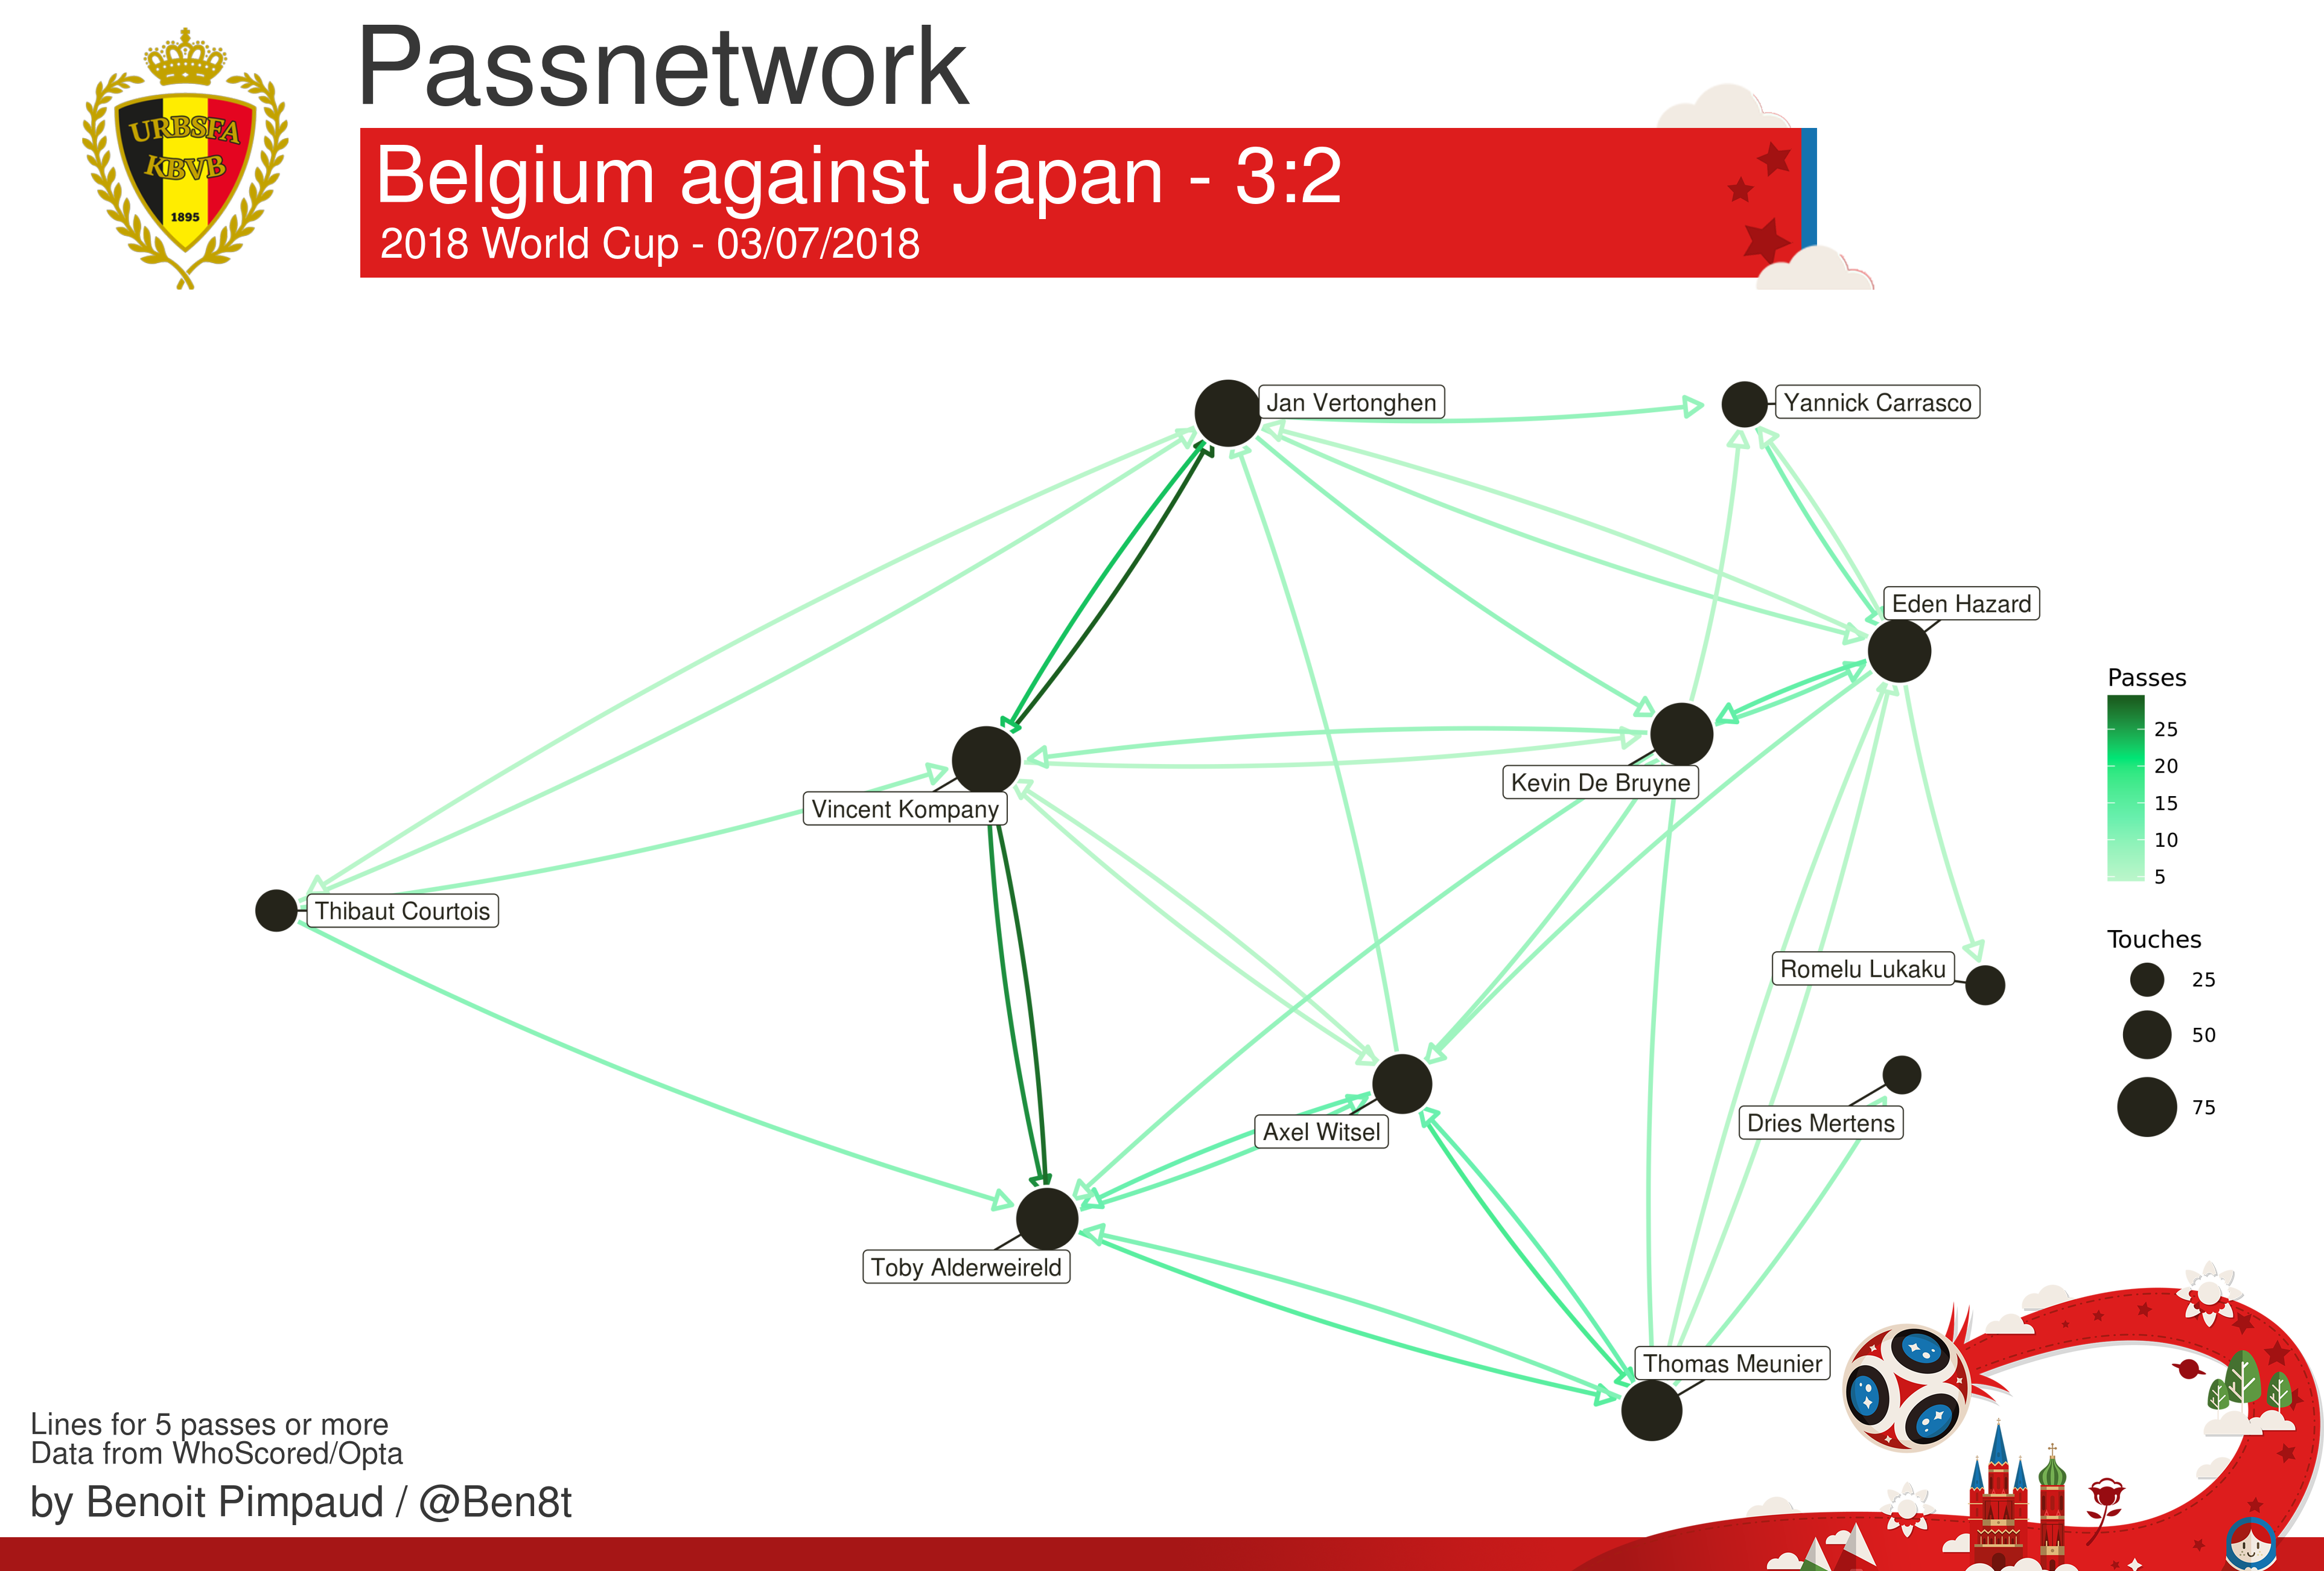 Passnetwork
URBSFA
KBVB
1895
Belgium against Japan - 3:2
2018 World Cup - 03/07/2018
Jan Vertonghen
Yannick Carrasco
Eden Hazard
Kevin De Bruyne
Vincent Kompany
Thibaut Courtois
Romelu Lukaku
Dries Mertens
Axel Witsel
Toby Alderweireld
Thomas Meunier
Passes
25
20
15
10
5
Touches
25
50
75
Lines for 5 passes or more
Data from WhoScored/Opta
by Benoit Pimpaud / @Ben8t